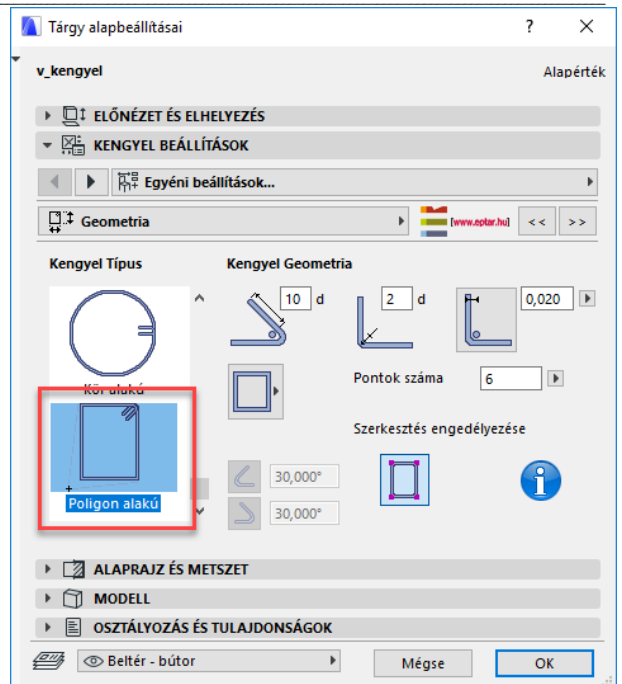 Tárgy alapbeállításai ? ×
v_kengyel Alapérték
ELŐNÉZET ÉS ELHELYEZÉS
KENGYEL BEÁLLÍTÁSOK
Egyéni beállítások...
Geometria [www.eptar.hu] << >>
Kengyel Típus Kengyel Geometria
10 d 2 d 0,020
Kör alakú
Pontok száma 6
Szerkesztés engedélyezése
30,000°
Poligon alakú
30,000°
ALAPRAJZ ÉS METSZET
MODELL
OSZTÁLYOZÁS ÉS TULAJDONSÁGOK
Beltér - bútor Mégse OK